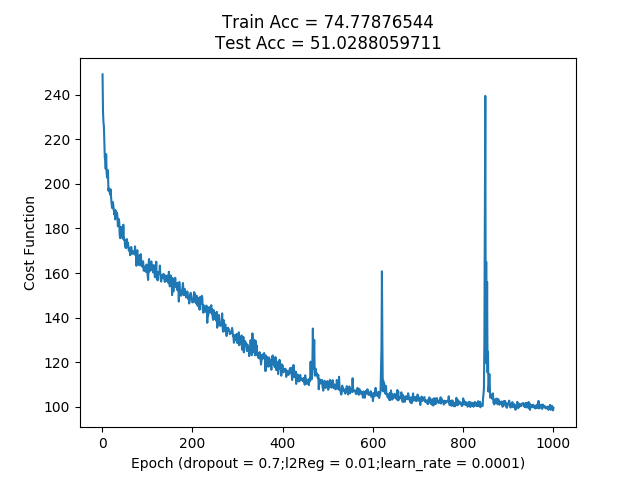 Train Acc = 74.77876544
Test Acc = 51.0288059711
240
220
200
180
160
140
120
100
Cost Function
0 200 400 600 800 1000
Epoch (dropout = 0.7;l2Reg = 0.01;learn_rate = 0.0001)